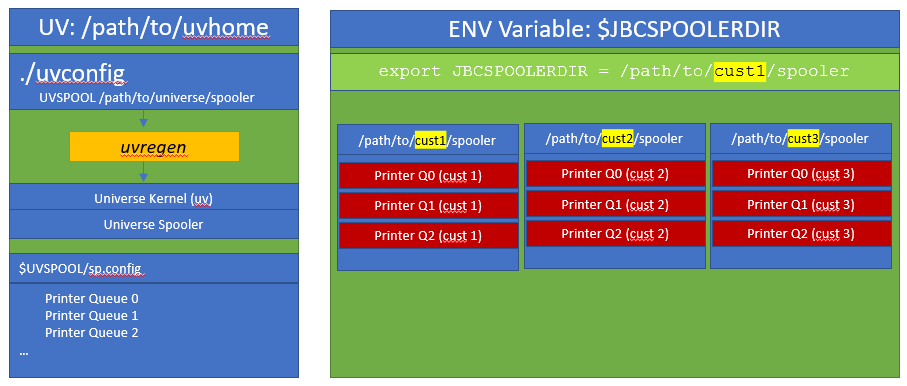 UV: /path/to/uvhome
./uvconfig
UVSPOOL /path/to/universe/spooler
uvregen
Universe Kernel (uv)
Universe Spooler
$UVSPOOL/sp.config
Printer Queue 0
Printer Queue 1
Printer Queue 2
...
ENV Variable: $JBCSPOOLERDIR
export JBCSPOOLERDIR = /path/to/cust1/spooler
/path/to/cust1/spooler
Printer Q0 (cust 1)
Printer Q1 (cust 1)
Printer Q2 (cust 1)
/path/to/cust2/spooler
Printer Q0 (cust 2)
Printer Q1 (cust 2)
Printer Q2 (cust 2)
/path/to/cust3/spooler
Printer Q0 (cust 3)
Printer Q1 (cust 3)
Printer Q2 (cust 3)